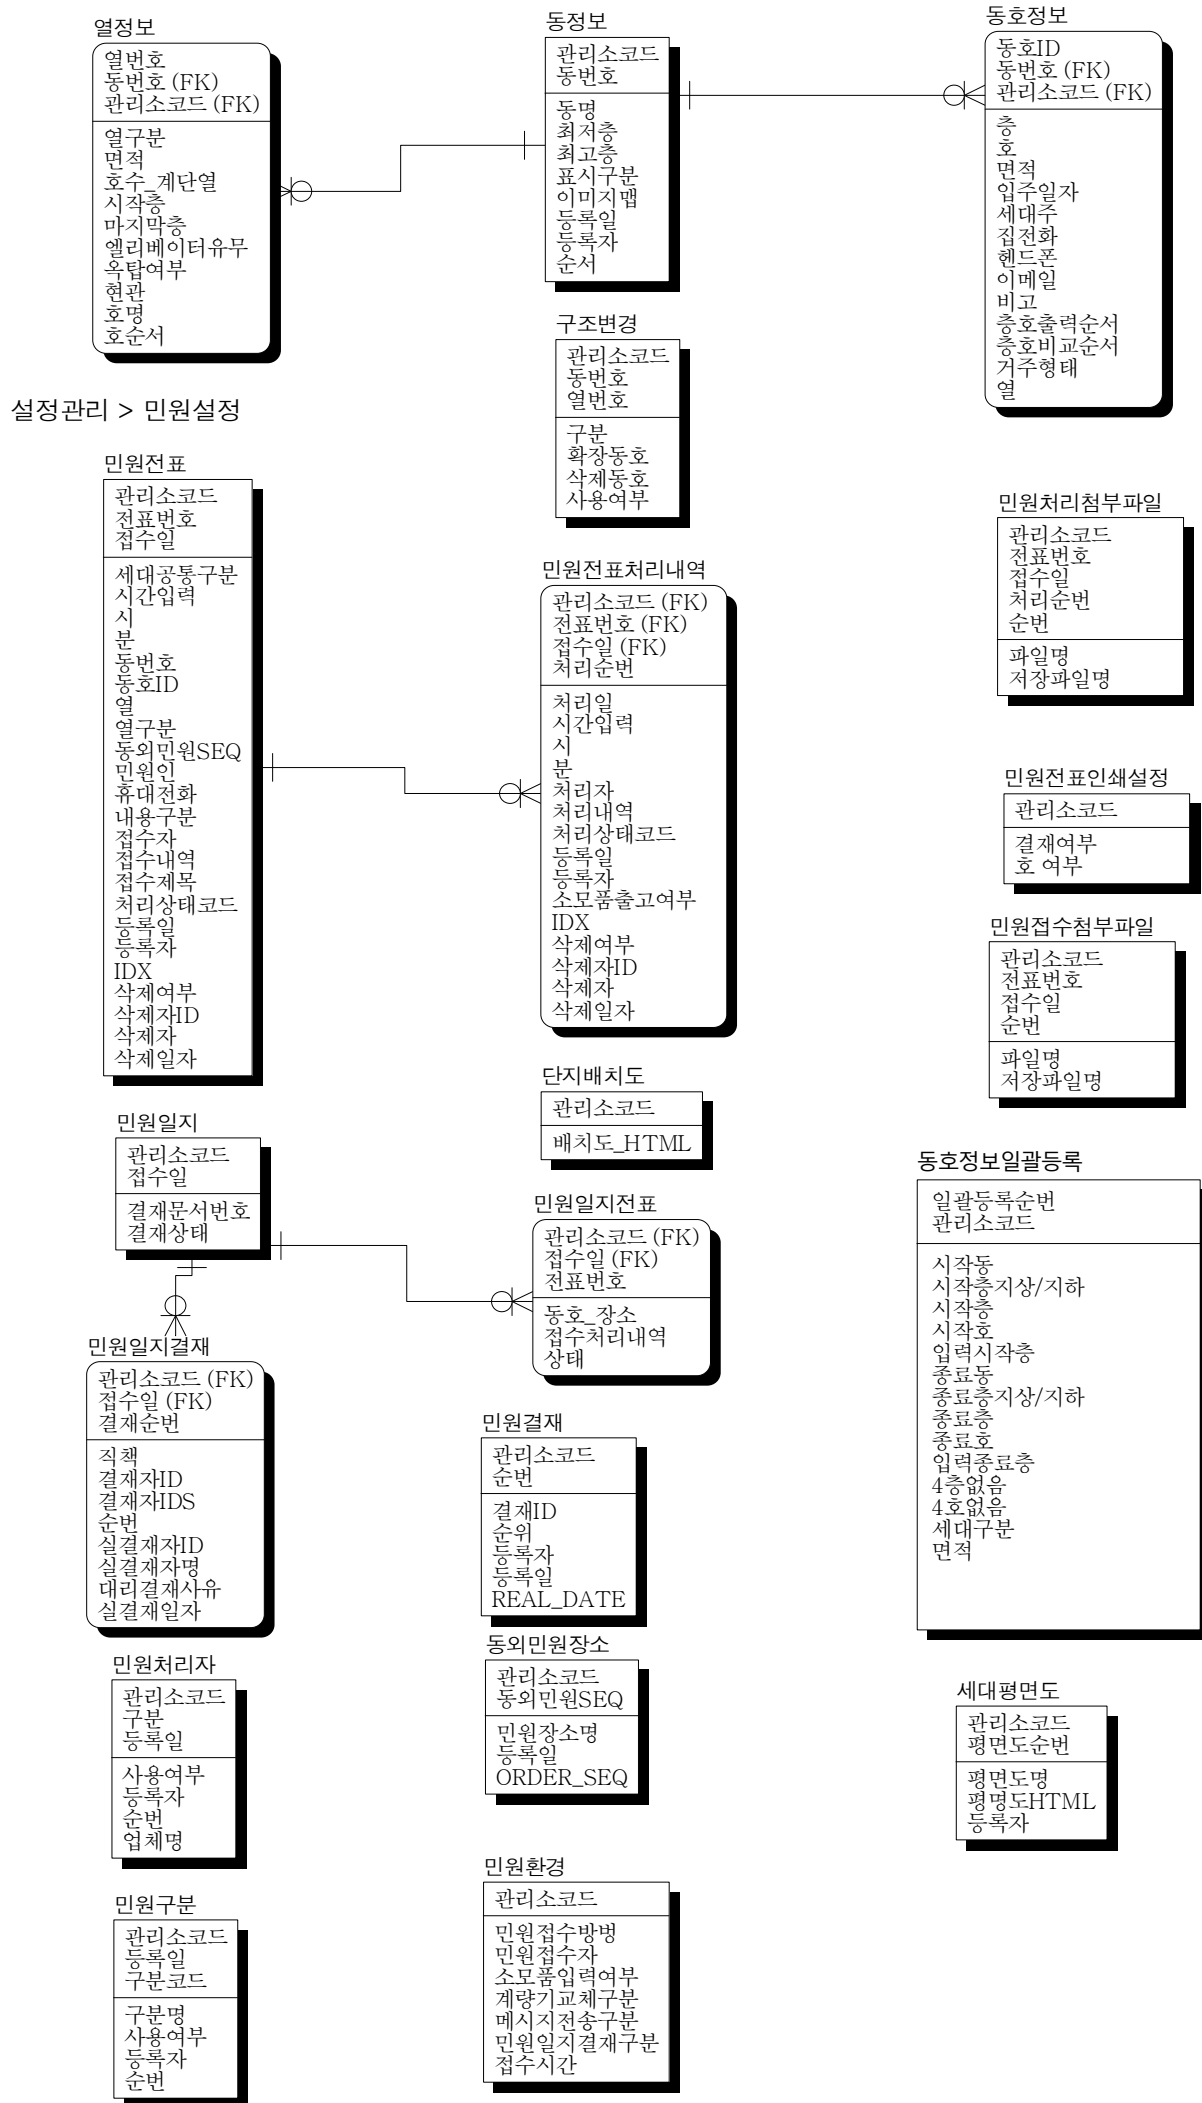 열정보
열번호
동번호 (FK)
관리소코드 (FK)
열구분
면적
호수_계단열
시작층
마지막층
엘리베이터유무
옥탑여부
현관
호명
호순서
동정보
관리소코드
동번호
동명
최저층
최고층
표시구분
이미지맵
등록일
등록자
순서
동호정보
동호ID
동번호 (FK)
관리소코드 (FK)
층
호
면적
입주일자
세대주
집전화
헨드폰
이메일
비고
층호출력순서
층호비교순서
거주형태
열
구조변경
관리소코드
동번호
열번호
구분
확장동호
삭제동호
사용여부
설정관리 > 민원설정
민원전표
관리소코드
전표번호
접수일
세대공통구분
시간입력
시
분
동번호
동호ID
열
열구분
동외민원SEQ
민원인
휴대전화
내용구분
접수자
접수내역
접수제목
처리상태코드
등록일
등록자
IDX
삭제여부
삭제자ID
삭제자
삭제일자
민원전표처리내역
관리소코드 (FK)
전표번호 (FK)
접수일 (FK)
처리순번
처리일
시간입력
시
분
처리자
처리내역
처리상태코드
등록일
등록자
소모품출고여부
IDX
삭제여부
삭제자ID
삭제자
삭제일자
민원처리첨부파일
관리소코드
전표번호
접수일
처리순번
순번
파일명
저장파일명
민원전표인쇄설정
관리소코드
결재여부
호 여부
민원접수첨부파일
관리소코드
전표번호
접수일
순번
파일명
저장파일명
단지배치도
관리소코드
배치도_HTML
민원일지
관리소코드
접수일
결재문서번호
결재상태
민원일지전표
관리소코드 (FK)
접수일 (FK)
전표번호
동호_장소
접수처리내역
상태
동호정보일괄등록
일괄등록순번
관리소코드
시작동
시작층지상/지하
시작층
시작호
입력시작층
종료동
종료층지상/지하
종료층
종료호
입력종료층
4층없음
4호없음
세대구분
면적
민원일지결재
관리소코드 (FK)
접수일 (FK)
결재순번
직책
결재자ID
결재자IDS
순번
실결재자ID
실결재자명
대리결재사유
실결재일자
민원결재
관리소코드
순번
결재ID
순위
등록자
등록일
REAL_DATE
동외민원장소
관리소코드
동외민원SEQ
민원장소명
등록일
ORDER_SEQ
민원처리자
관리소코드
구분
등록일
사용여부
등록자
순번
업체명
세대평면도
관리소코드
평면도순번
평면도명
평명도HTML
등록자
민원환경
관리소코드
민원접수방벙
민원접수자
소모품입력여부
계량기교체구분
메시지전송구분
민원일지결재구분
접수시간
민원구분
관리소코드
등록일
구분코드
구분명
사용여부
등록자
순번